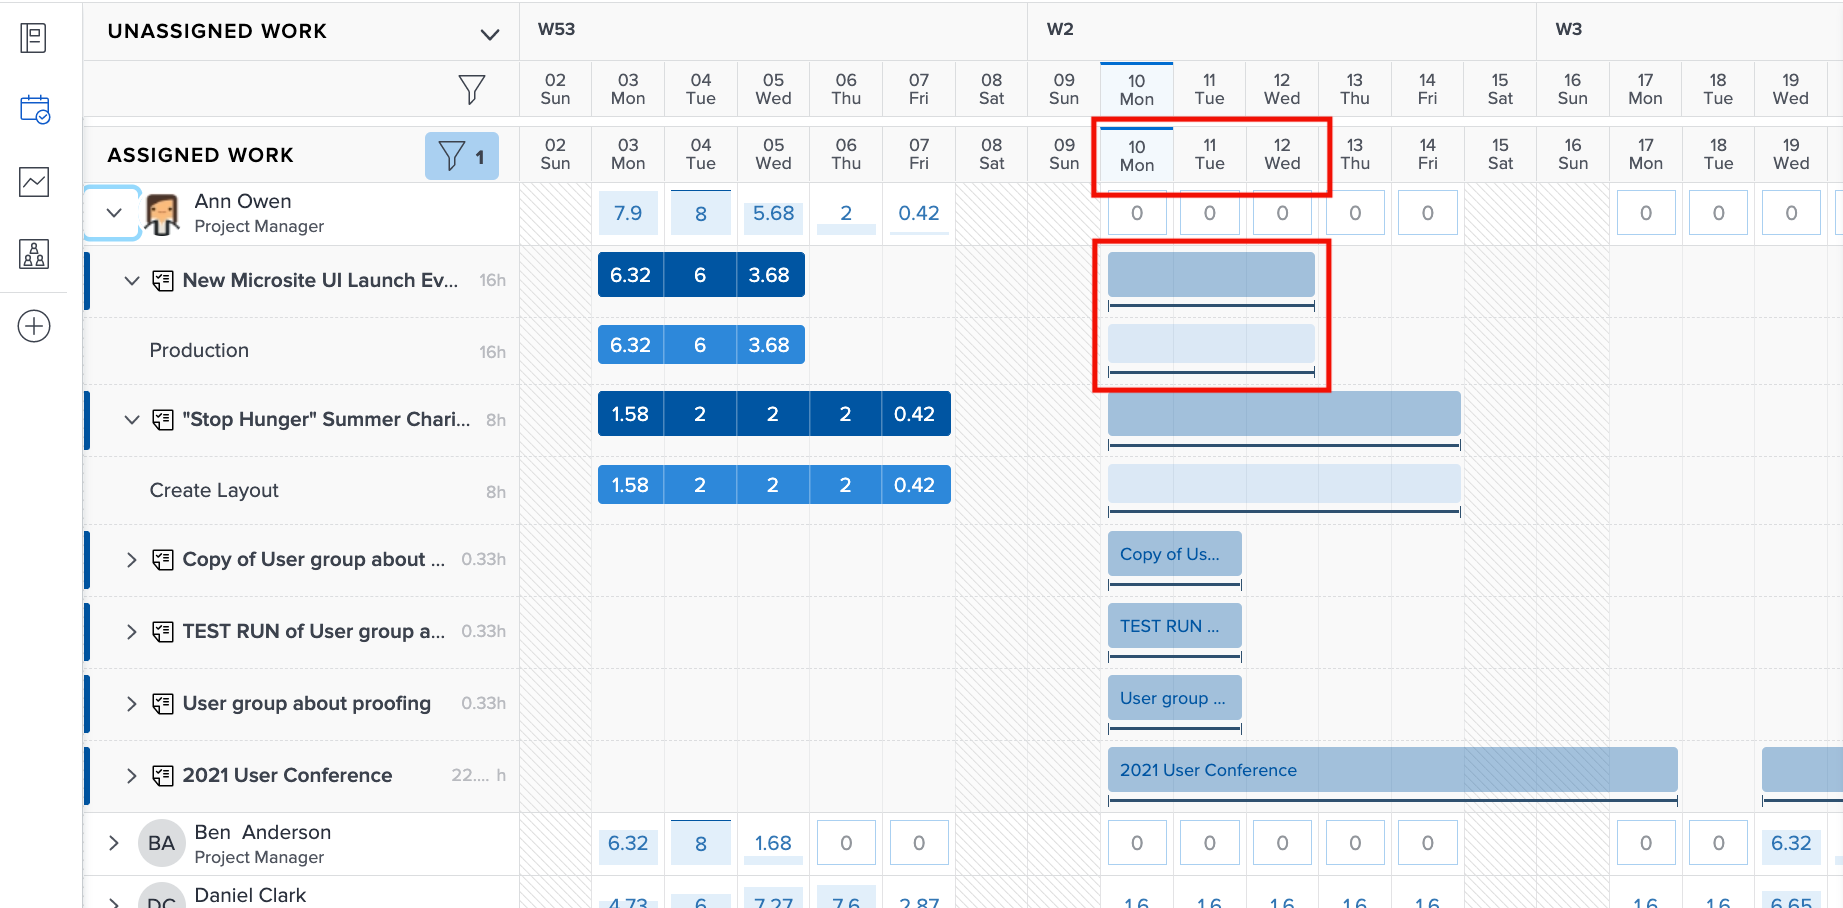 UNASSIGNED WORK W53 W2 W3
02 03 04 05 06 07 08 09 10 11 12 13 14 15 16 17 18 19
Sun Mon Tue Wed Thu Fri Sat Sun Mon Tue Wed Thu Fri Sat Sun Mon Tue Wed
ASSIGNED WORK 1
02 03 04 05 06 07 08 09 10 11 12 13 14 15 16 17 18 19
Sun Mon Tue Wed Thu Fri Sat Sun Mon Tue Wed Thu Fri Sat Sun Mon Tue Wed
Ann Owen
Project Manager
7.9 8 5.68 2 0.42 0 0 0 0 0 0 0 0
New Microsite UI Launch Ev... 16h 6.32 6 3.68
Production 16h 6.32 6 3.68
"Stop Hunger" Summer Chari... 8h 1.58 2 2 2 0.42
Create Layout 8h 1.58 2 2 2 0.42
Copy of User group about ... 0.33h Copy of Us...
TEST RUN of User group a... 0.33h TEST RUN ...
User group about proofing 0.33h User group ...
2021 User Conference 22.... h 2021 User Conference
BA Ben Anderson
Project Manager
6.32 8 1.68 0 0 0 0 0 0 0 0 0 6.32
DC Daniel Clark
4.73 6 7.27 7.6 2.87 1.6 1.6 1.6 1.6 1.6 1.6 1.6 6.65